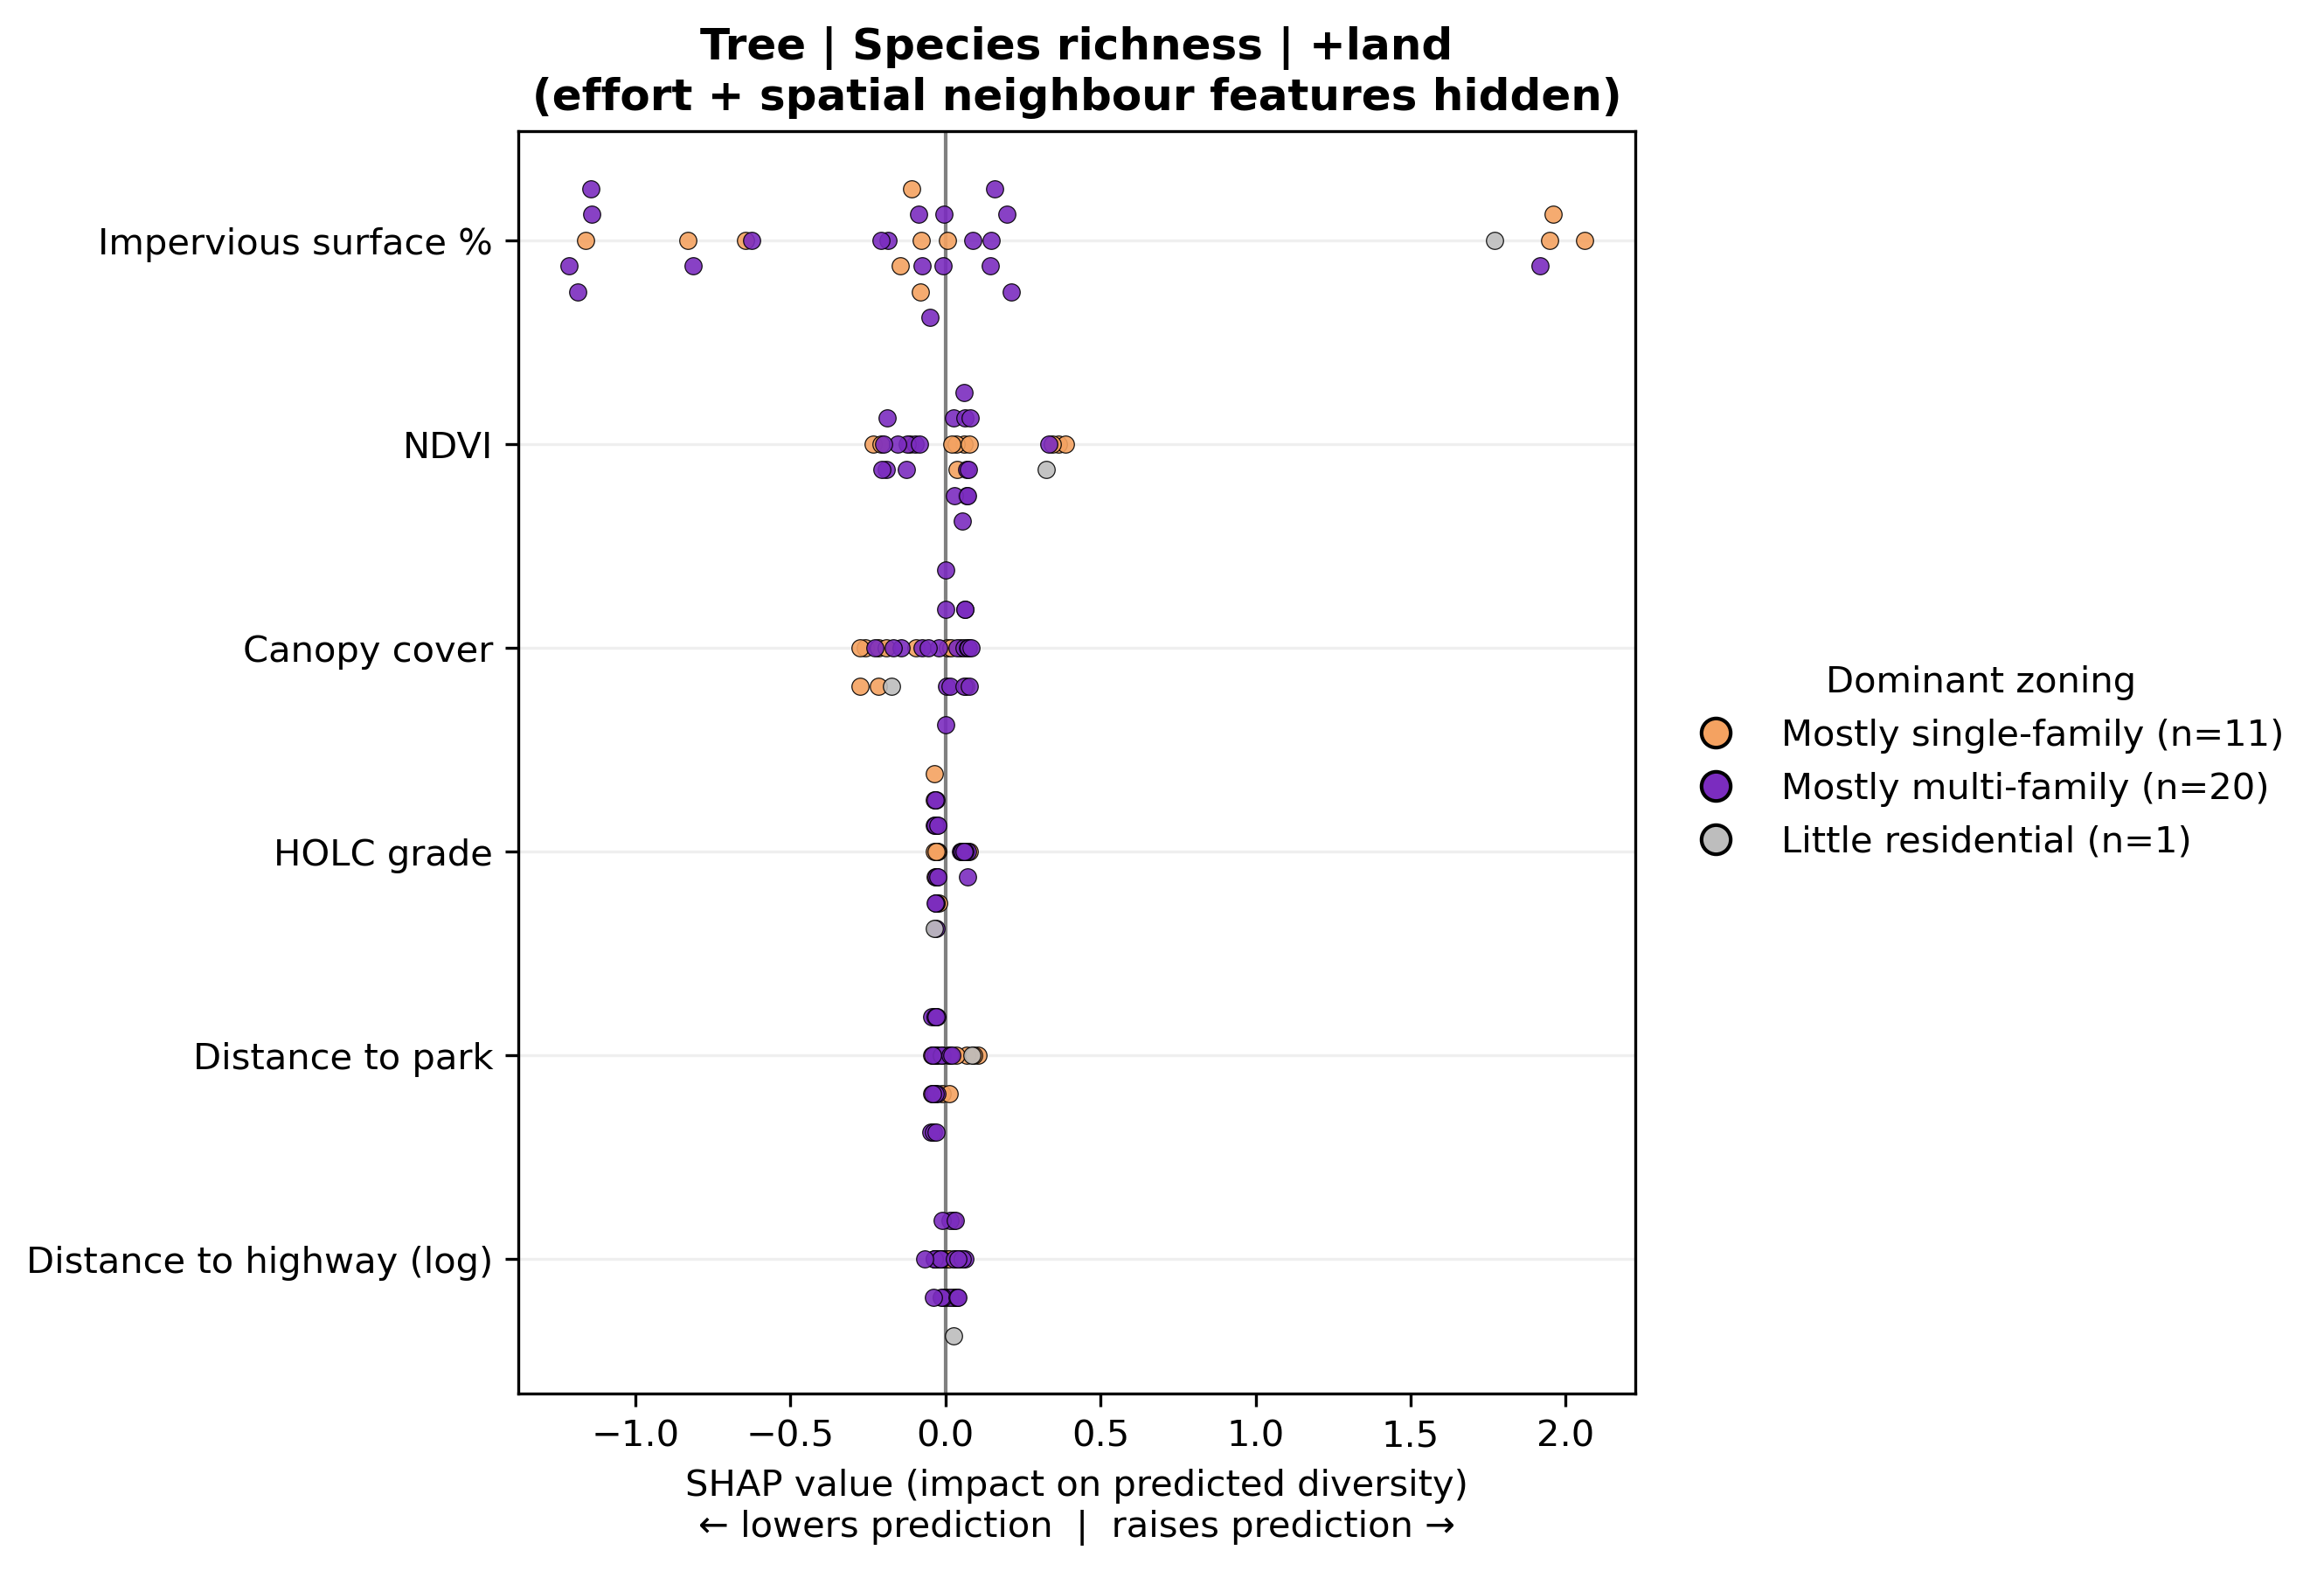 Tree | Species richness | +land
(effort + spatial neighbour features hidden)
Impervious surface %
NDVI
Canopy cover
HOLC grade
Distance to park
Distance to highway (log)
−1.0 −0.5 0.0 0.5 1.0 1.5 2.0
SHAP value (impact on predicted diversity)
← lowers prediction | raises prediction →
Dominant zoning
Mostly single-family (n=11)
Mostly multi-family (n=20)
Little residential (n=1)